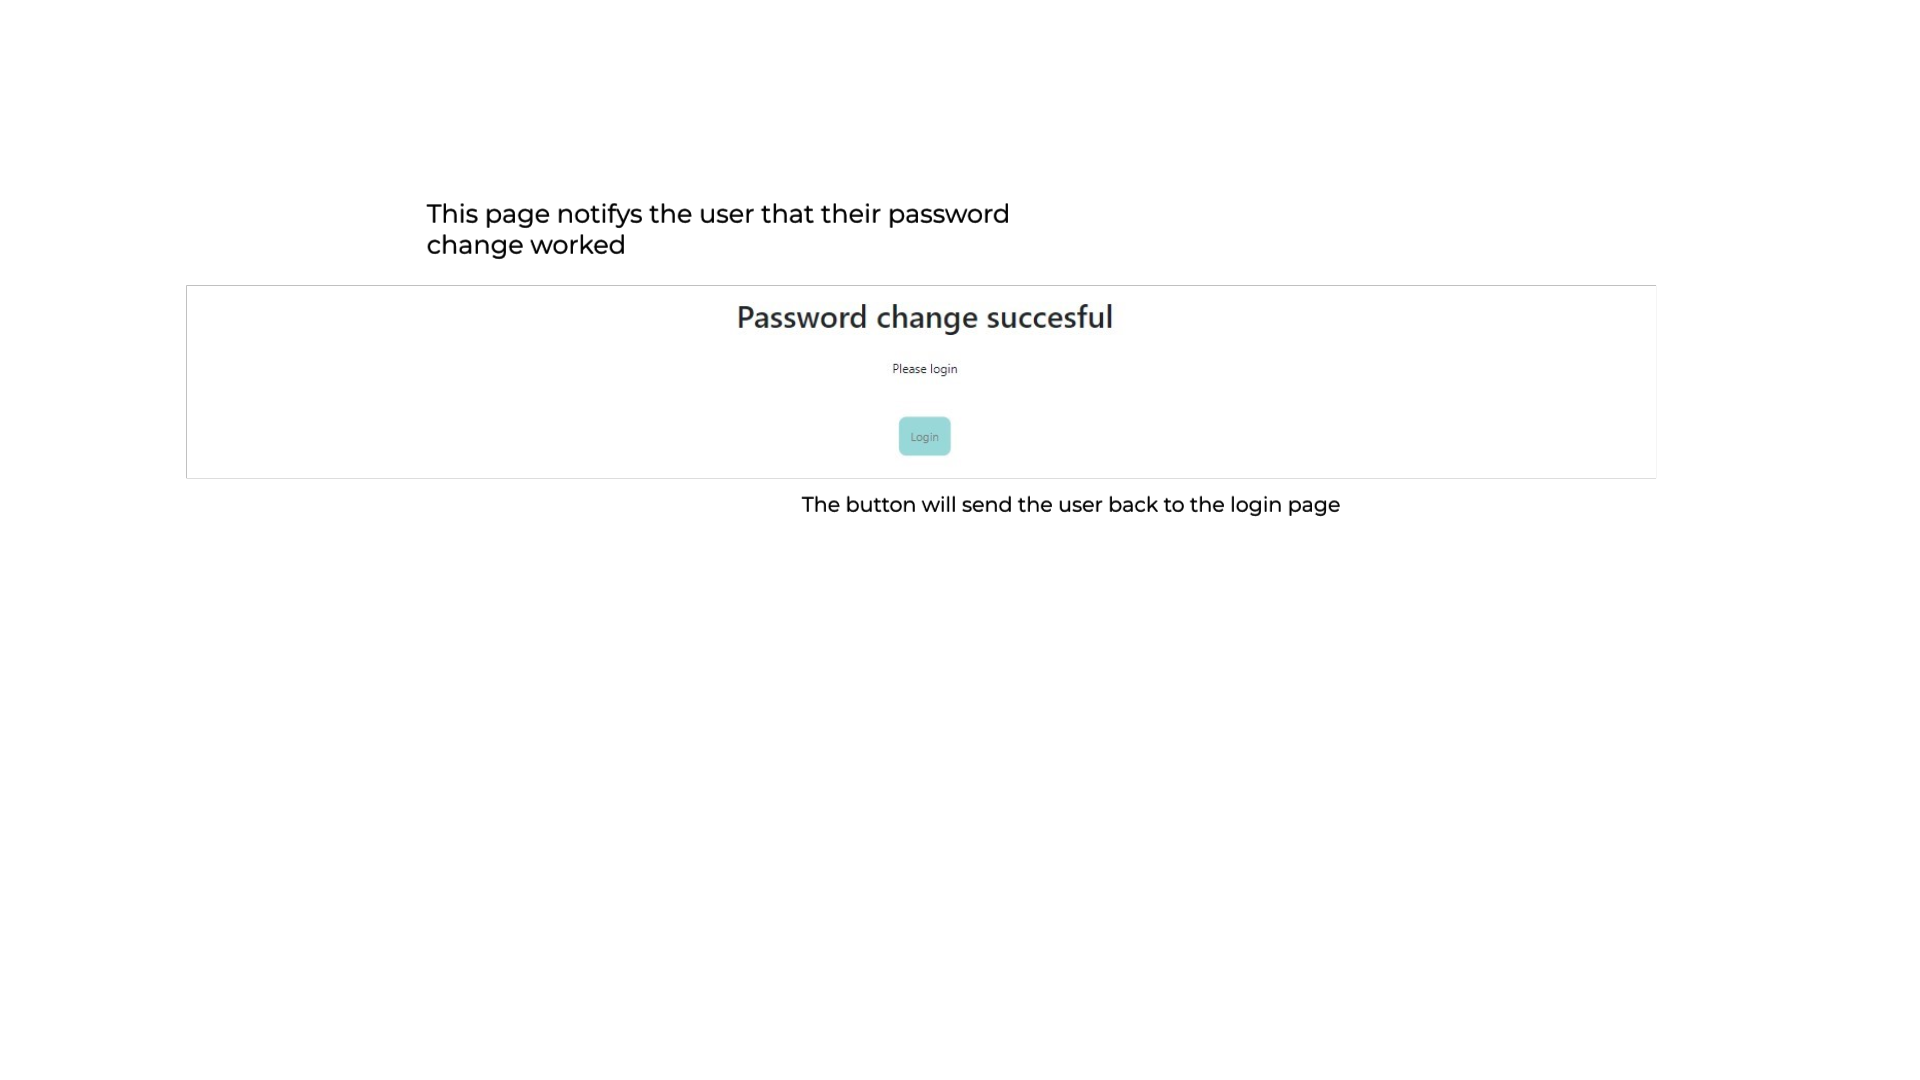 This page notifys the user that their password
change worked
Password change succesful
Please login
Login
The button will send the user back to the login page